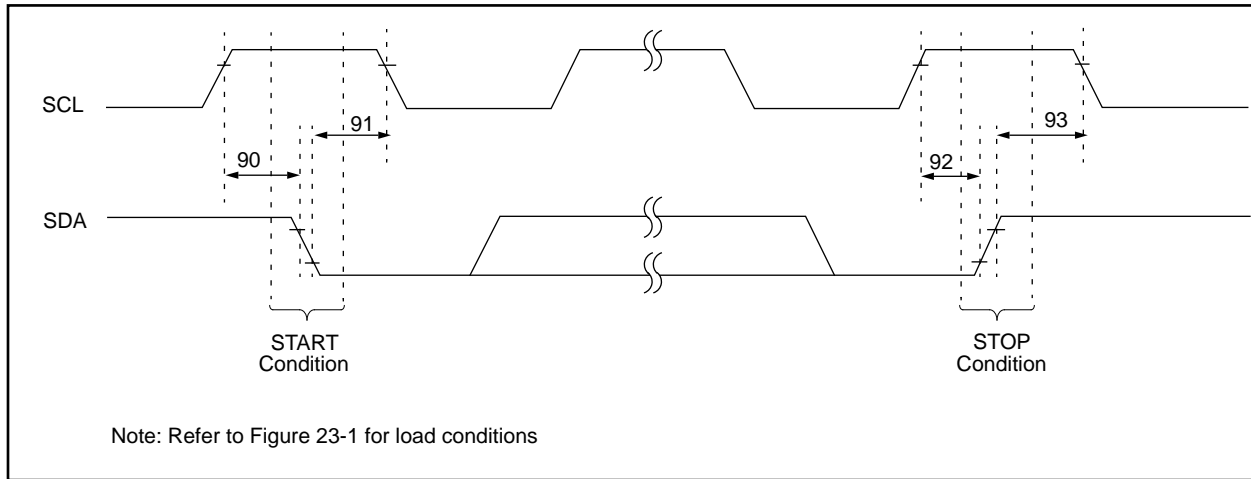 SCL
91
93
90
92
SDA
START
Condition
STOP
Condition
Note: Refer to Figure 23-1 for load conditions